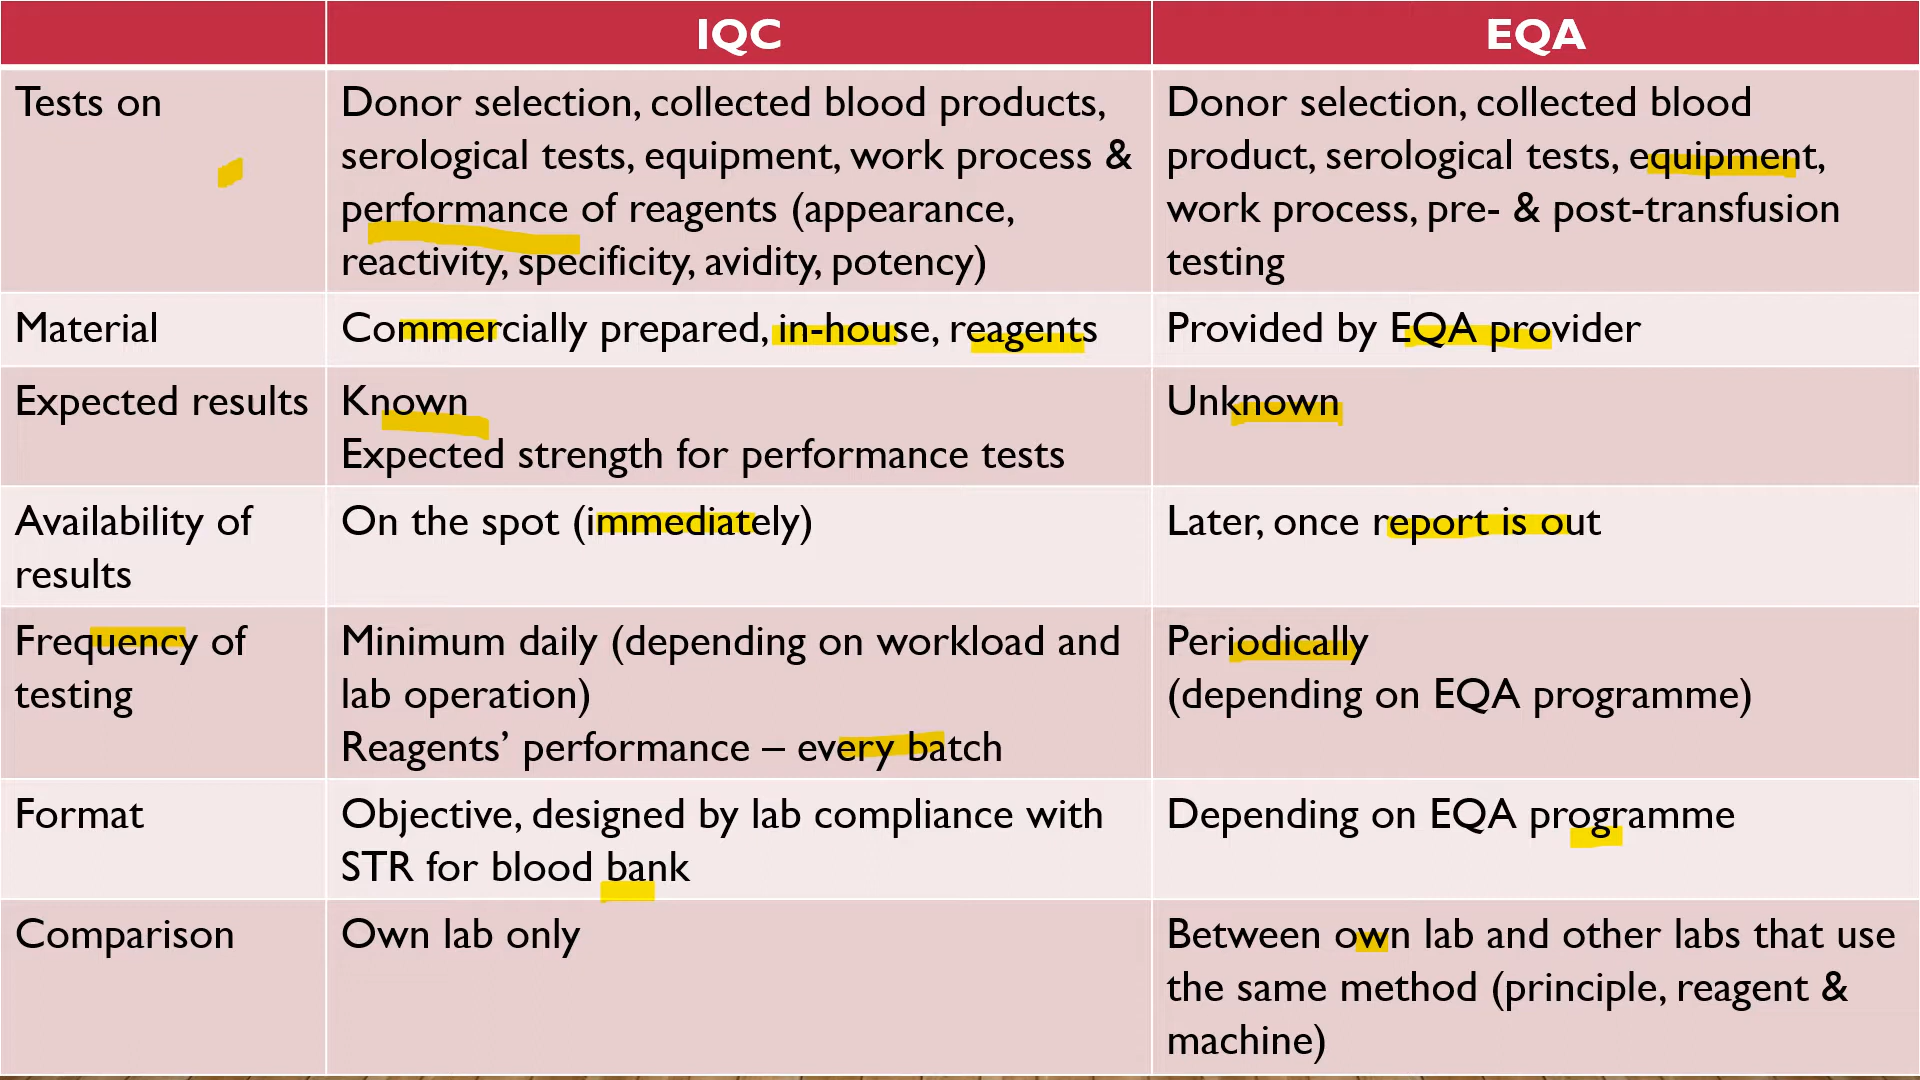 IQC
EQA
Tests on
Donor selection, collected blood products,
serological tests, equipment, work process &
performance of reagents (appearance,
reactivity, specificity, avidity, potency)
Donor selection, collected blood
product, serological tests, equipment,
work process, pre- & post-transfusion
testing
Material
Commercially prepared, in-house, reagents
Provided by EQA provider
Expected results
Known
Expected strength for performance tests
Unknown
Availability of
results
On the spot (immediately)
Later, once report is out
Frequency of
testing
Minimum daily (depending on workload and
lab operation)
Reagents’ performance – every batch
Periodically
(depending on EQA programme)
Format
Objective, designed by lab compliance with
STR for blood bank
Depending on EQA programme
Comparison
Own lab only
Between own lab and other labs that use
the same method (principle, reagent &
machine)